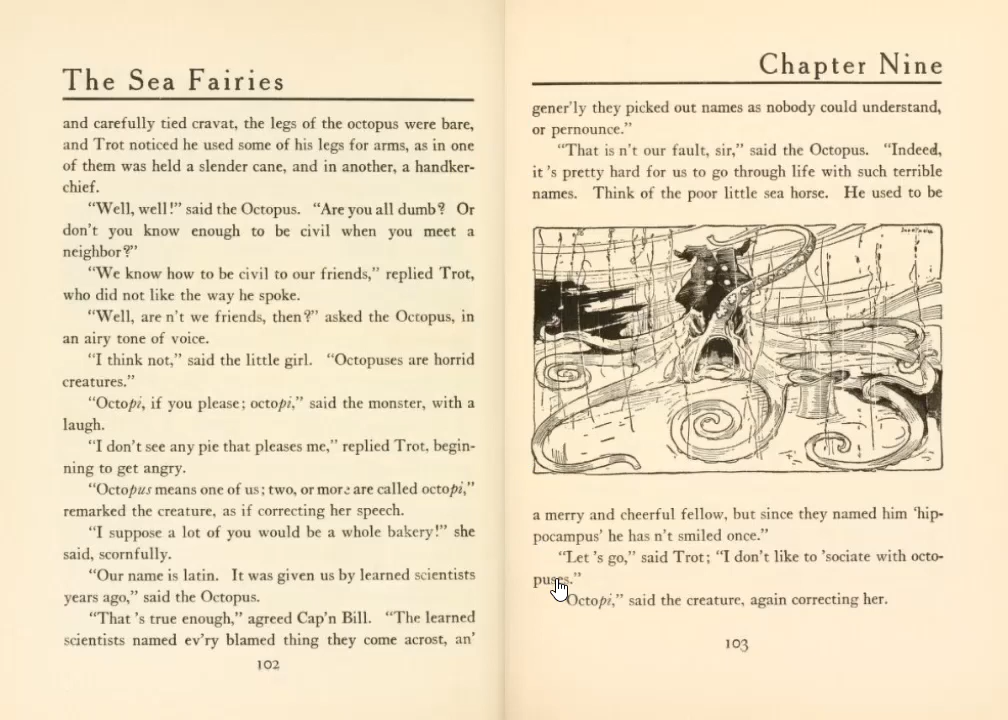 The Sea Fairies
and carefully tied cravat, the legs of the octopus were bare,
and Trot noticed he used some of his legs for arms, as in one
of them was held a slender cane, and in another, a handker-
chief.
“Well, well!” said the Octopus. “Are you all dumb? Or
don’t you know enough to be civil when you meet a
neighbor?”
“We know how to be civil to our friends,” replied Trot,
who did not like the way he spoke.
“Well, are n’t we friends, then?” asked the Octopus, in
an airy tone of voice.
“I think not,” said the little girl. “Octopuses are horrid
creatures.”
“Octopi, if you please; octopi,” said the monster, with a
laugh.
“I don’t see any pie that pleases me,” replied Trot, begin-
ning to get angry.
“Octopus means one of us; two, or more are called octopi,”
remarked the creature, as if correcting her speech.
“I suppose a lot of you would be a whole bakery!” she
said, scornfully.
“Our name is latin. It was given us by learned scientists
years ago,” said the Octopus.
“That ’s true enough,” agreed Cap’n Bill. “The learned
scientists named ev’ry blamed thing they come acrost, an’
102
Chapter Nine
gener’ly they picked out names as nobody could understand,
or pernounce.”
“That is n’t our fault, sir,” said the Octopus. “Indeed,
it ’s pretty hard for us to go through life with such terrible
names. Think of the poor little sea horse. He used to be
a merry and cheerful fellow, but since they named him ‘hip-
pocampus’ he has n’t smiled once.”
“Let ’s go,” said Trot; “I don’t like to ’sociate with octo-
puses.”
“Octopi,” said the creature, again correcting her.
103